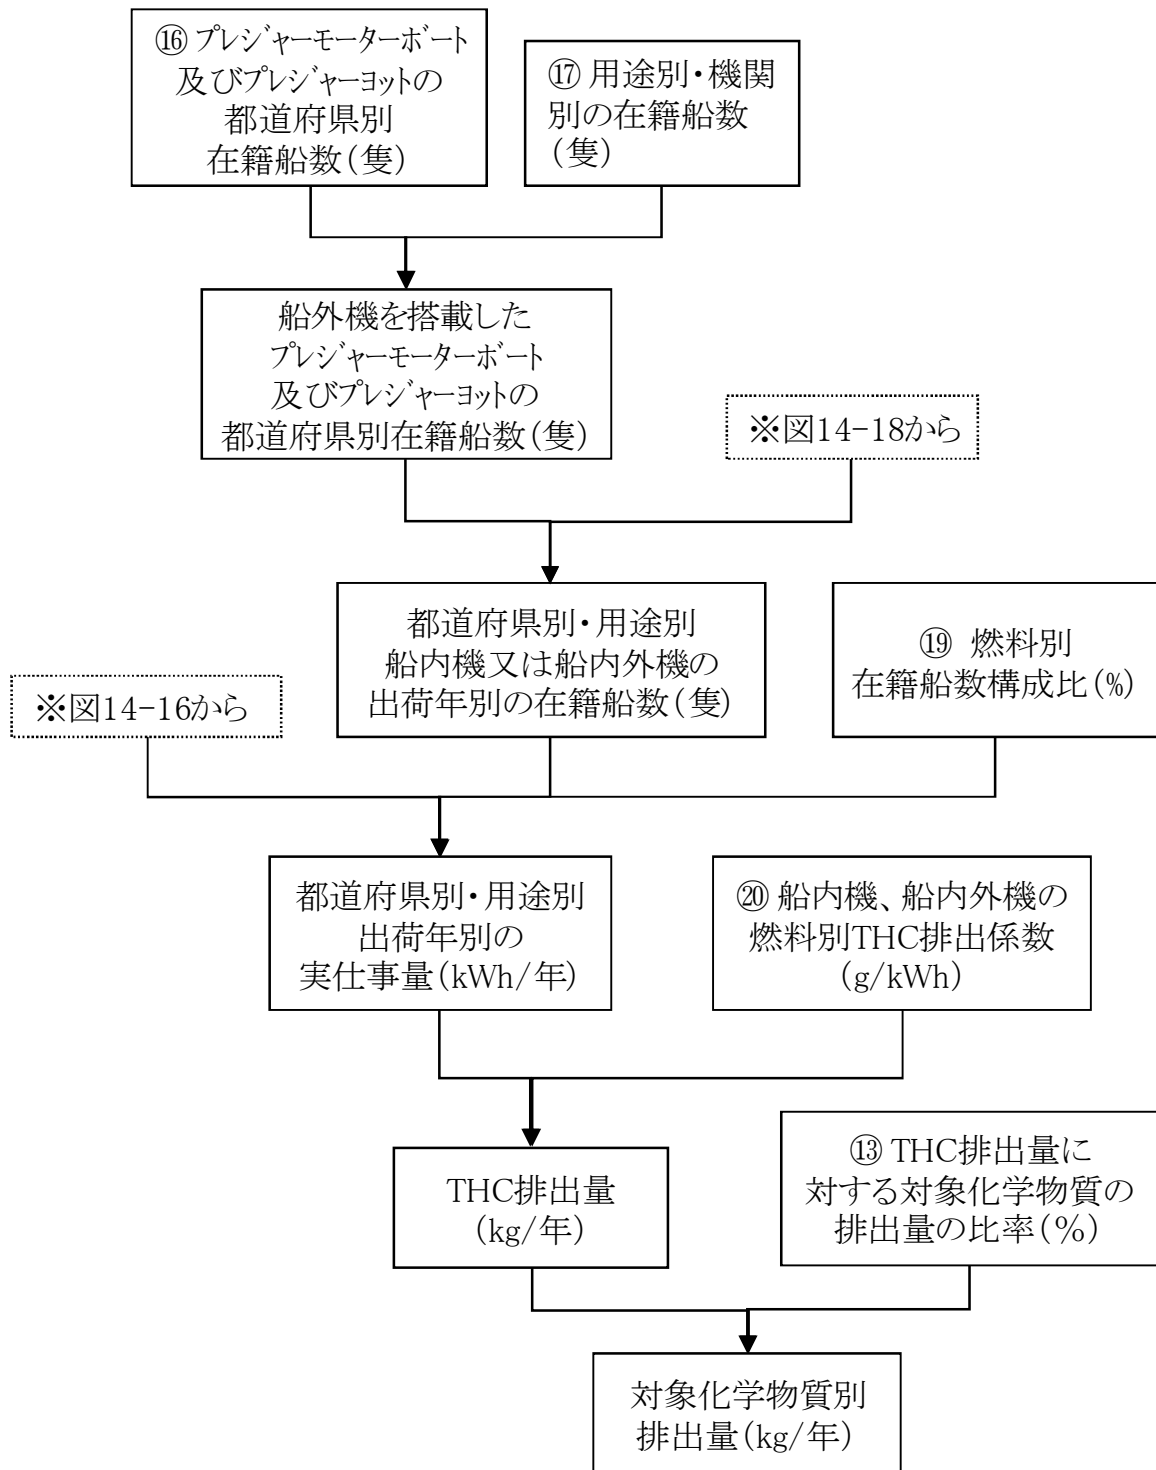 ⑯ プレジャーモーターボート
及びプレジャーヨットの
都道府県別
在籍船数(隻)
⑰ 用途別・機関
別の在籍船数
(隻)
船外機を搭載した
プレジャーモーターボート
及びプレジャーヨットの
都道府県別在籍船数(隻)
※図14-18から
都道府県別・用途別
船内機又は船内外機の
出荷年別の在籍船数(隻)
⑲ 燃料別
在籍船数構成比(%)
※図14-16から
都道府県別・用途別
出荷年別の
実仕事量(kWh/年)
⑳ 船内機、船内外機の
燃料別THC排出係数
(g/kWh)
THC排出量
(kg/年)
⑬ THC排出量に
対する対象化学物質の
排出量の比率(%)
対象化学物質別
排出量(kg/年)